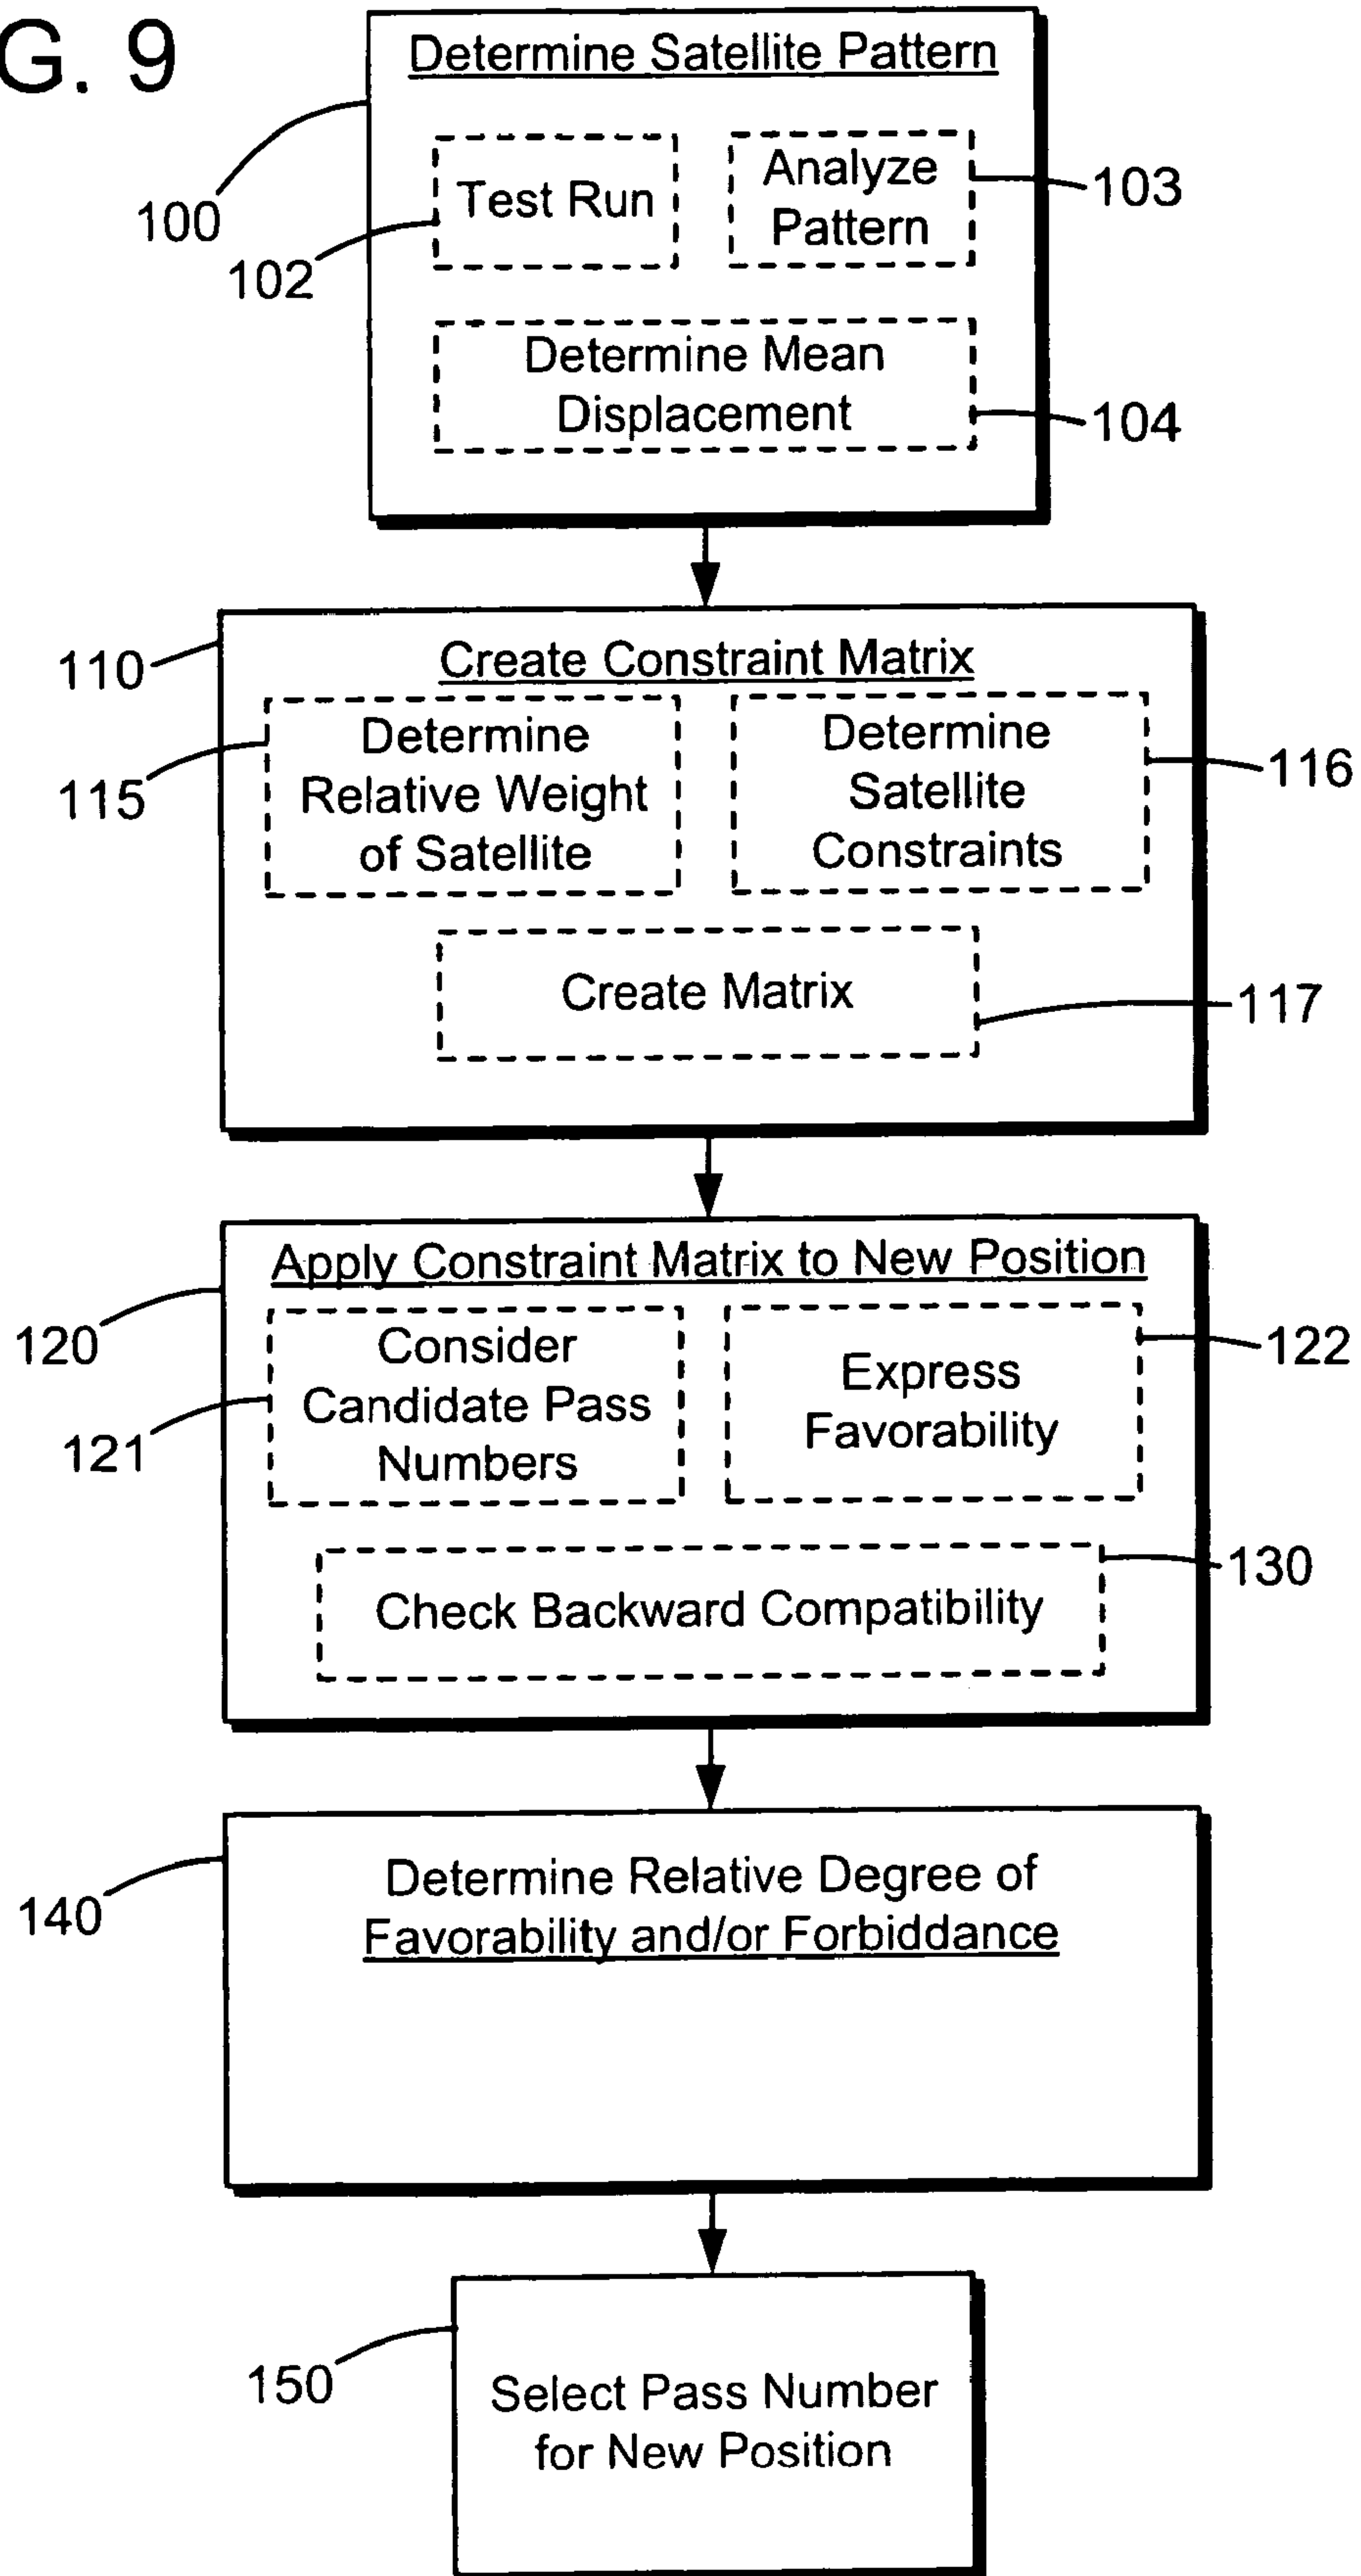 G. 9
Determine Satellite Pattern
Test Run
Analyze
Pattern
103
100
102
Determine Mean
Displacement
104
110
Create Constraint Matrix
Determine
Relative Weight
of Satellite
115
Determine
Satellite
Constraints
116
Create Matrix
117
Apply Constraint Matrix to New Position
120
Consider
Candidate Pass
Numbers
121
Express
Favorability
122
130
Check Backward Compatibility
140
Determine Relative Degree of
Favorability and/or Forbiddance
150
Select Pass Number
for New Position